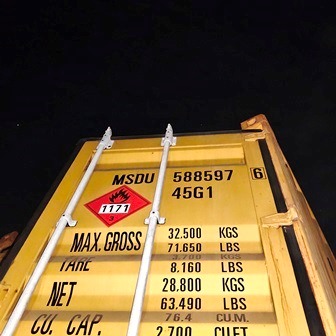 MSDU 588597 6
45G1
1171
3
MAX. GROSS 32.500 KGS
71.650 LBS
TARE 3.700 KGS
8.160 LBS
NET 28.800 KGS
63.490 LBS
CU. CAP. 76.4 CU.M.
2.700 CU.FT.